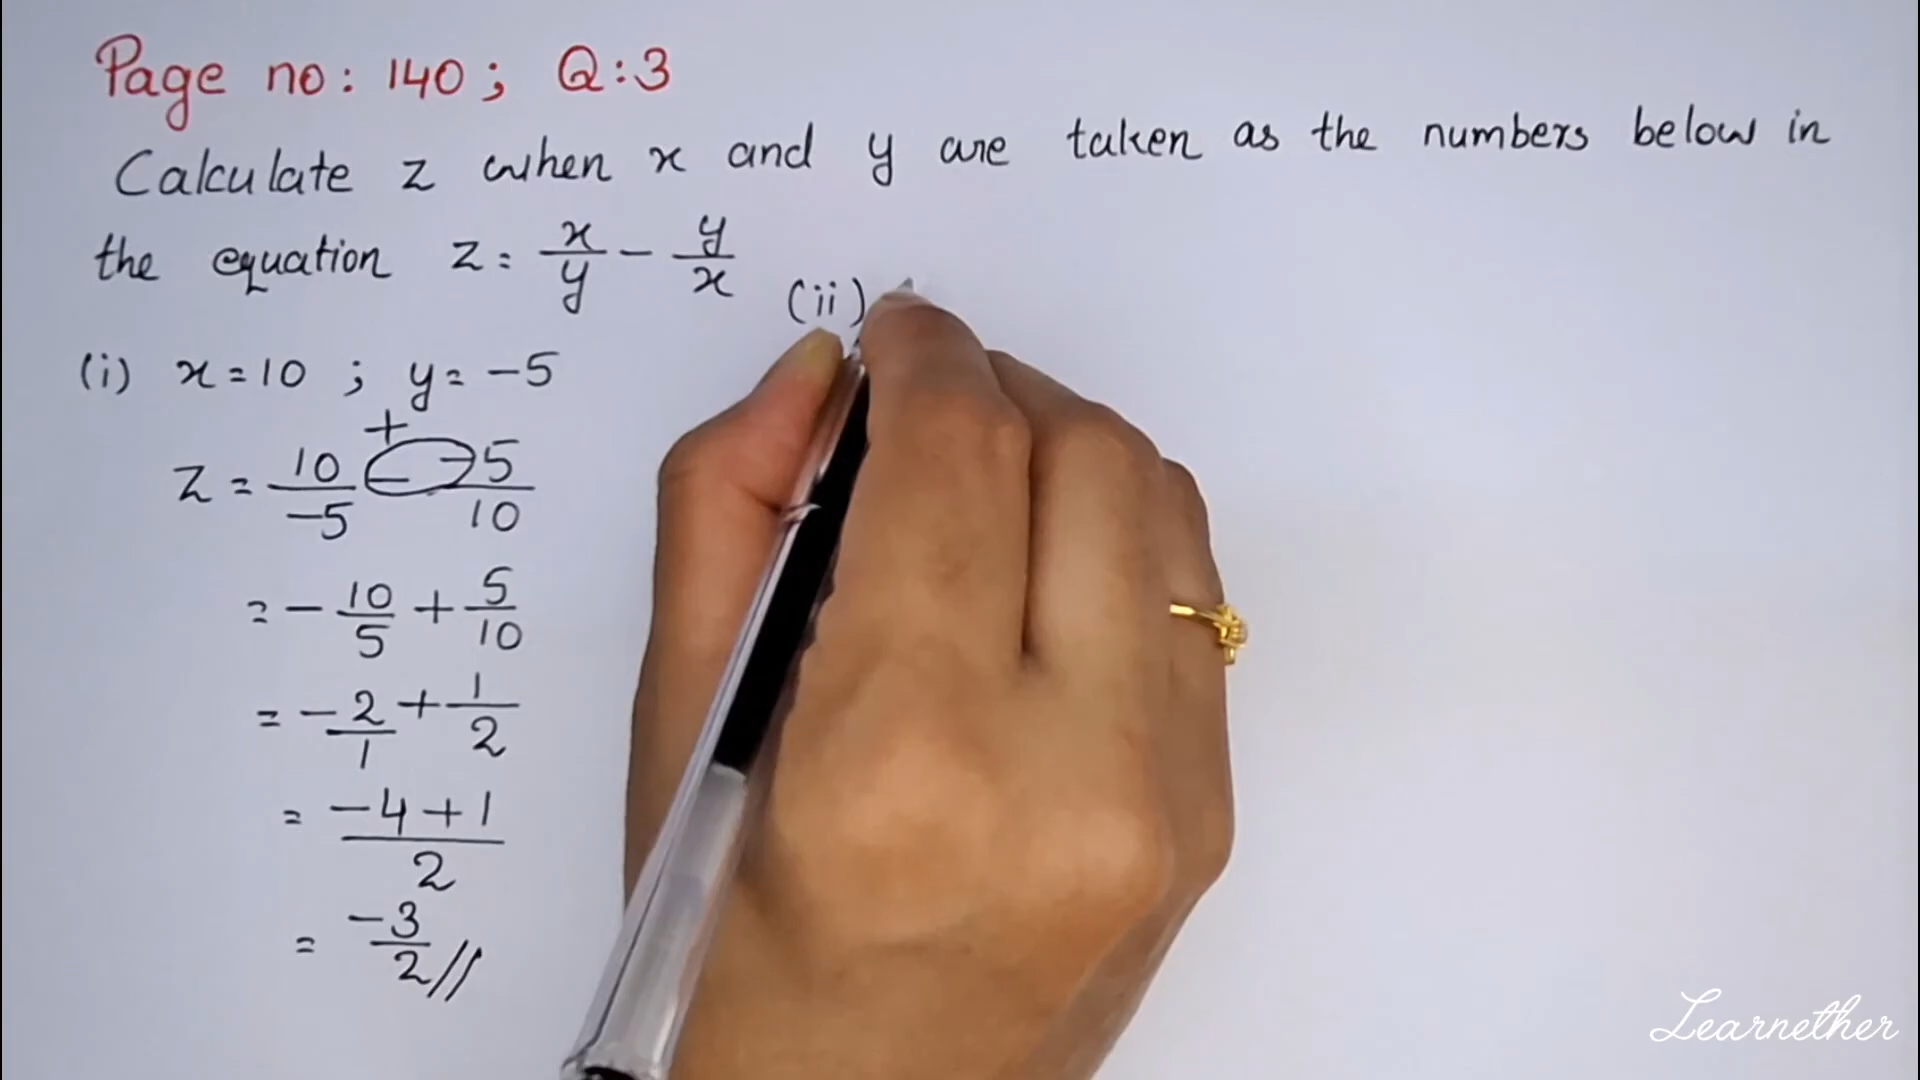 Page no: 140; Q:3
Calculate z when x and y are taken as the numbers below in
the equation z = x/y - y/x
(i) x = 10 ; y = -5
+
z = 10/-5 - -5/10
= - 10/5 + 5/10
= -2/1 + 1/2
= -4+1/2
= -3/2 //
(ii)
Learnether